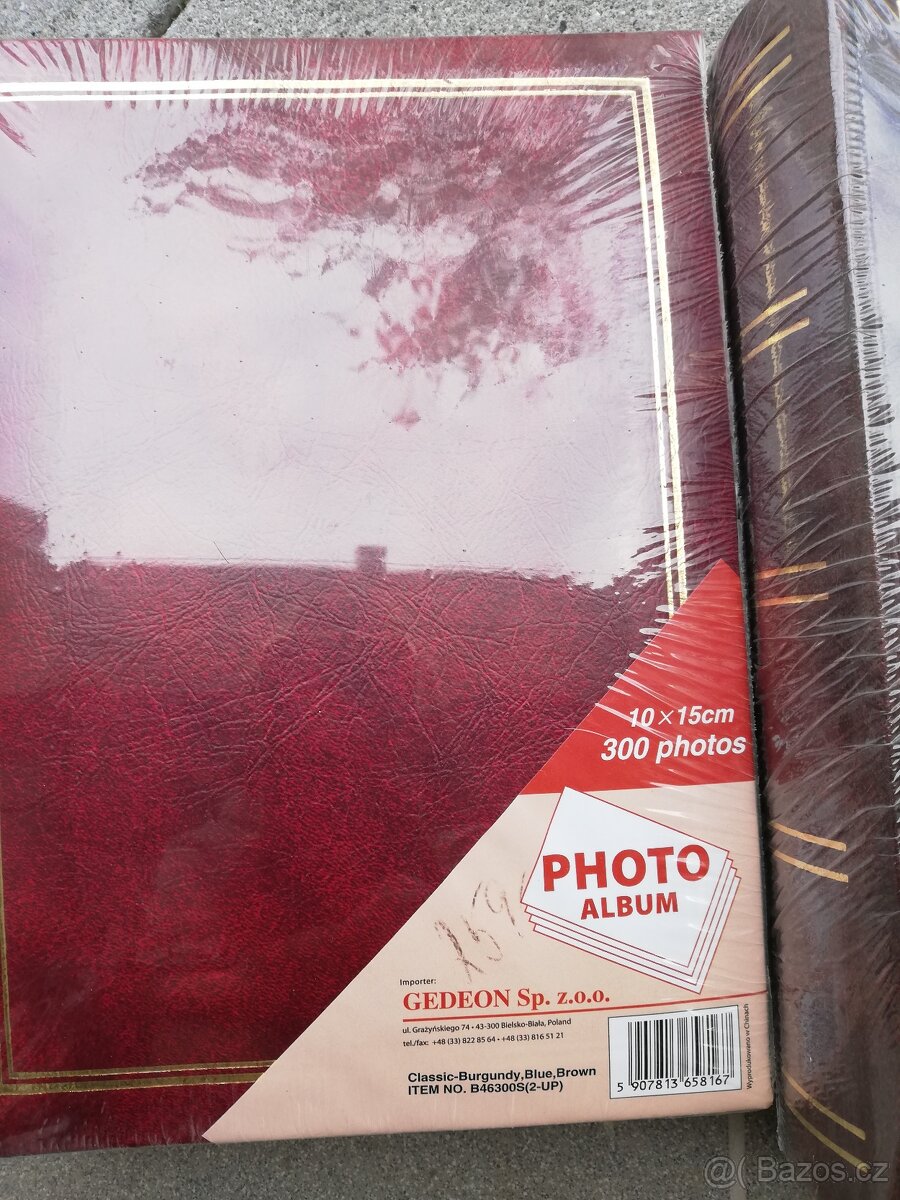 10×15cm
300 photos
PHOTO
ALBUM
Importer:
GEDEON Sp. z.o.o.
ul. Grażyńskiego 74 • 43-300 Bielsko-Biała, Poland
tel./fax: +48 (33) 822 85 64 • +48 (33) 816 51 21
Classic-Burgundy,Blue,Brown
ITEM NO. B46300S(2-UP)
5 907813 658167
Wyprodukowano w Chinach
@( Bazos.cz